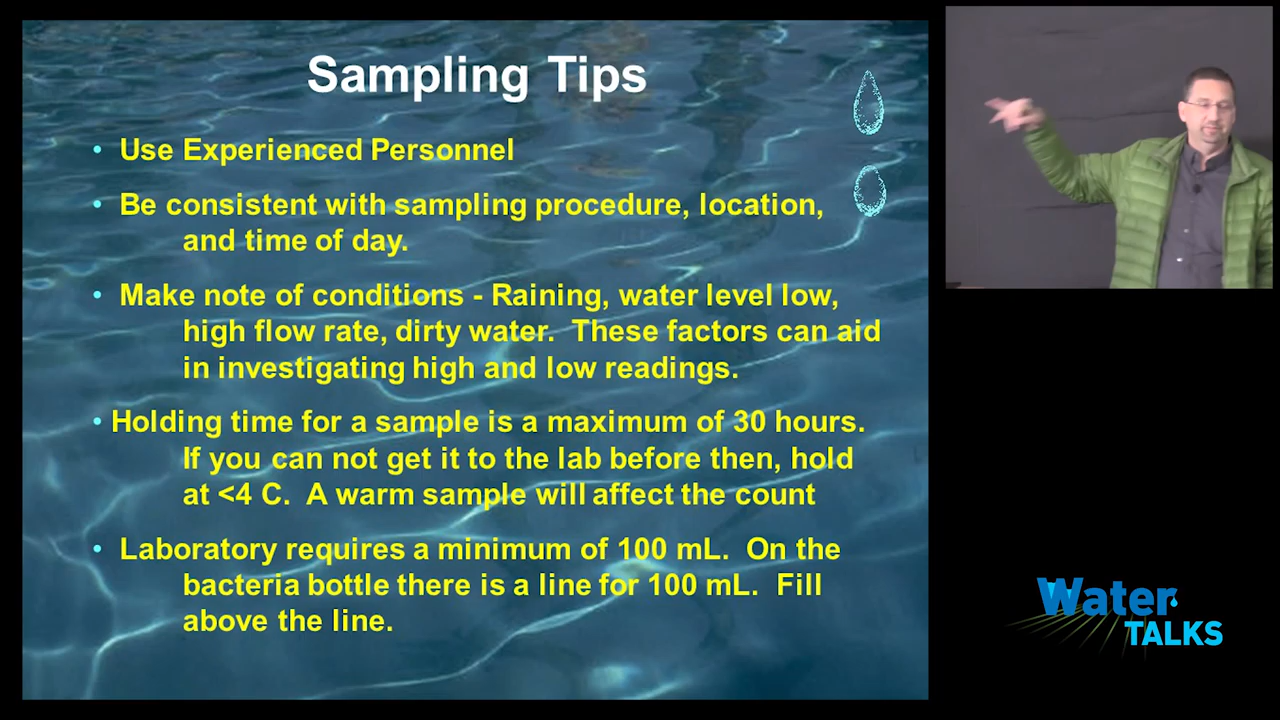 Sampling Tips
• Use Experienced Personnel
• Be consistent with sampling procedure, location,
and time of day.
• Make note of conditions - Raining, water level low,
high flow rate, dirty water. These factors can aid
in investigating high and low readings.
• Holding time for a sample is a maximum of 30 hours.
If you can not get it to the lab before then, hold
at <4 C. A warm sample will affect the count
• Laboratory requires a minimum of 100 mL. On the
bacteria bottle there is a line for 100 mL. Fill
above the line.
Water
TALKS